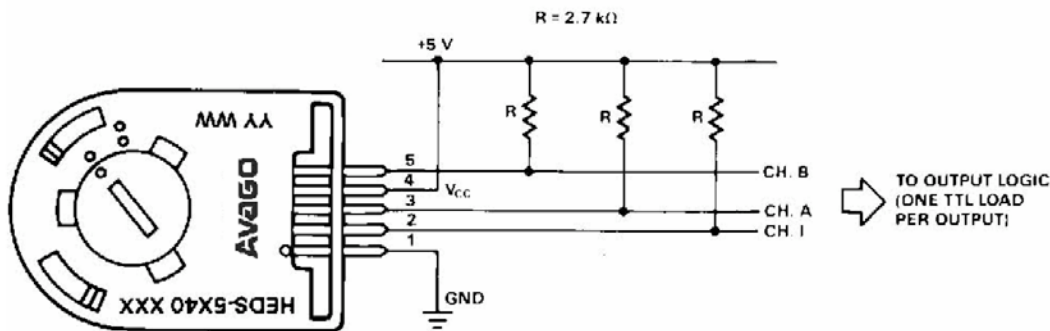 R = 2.7 kΩ
+5 V
R
R
R
YY WW
AVAGO
HEDS-5X40 XXX
5
4
VCC
3
2
1
CH. B
CH. A
CH. I
GND
TO OUTPUT LOGIC
(ONE TTL LOAD
PER OUTPUT)